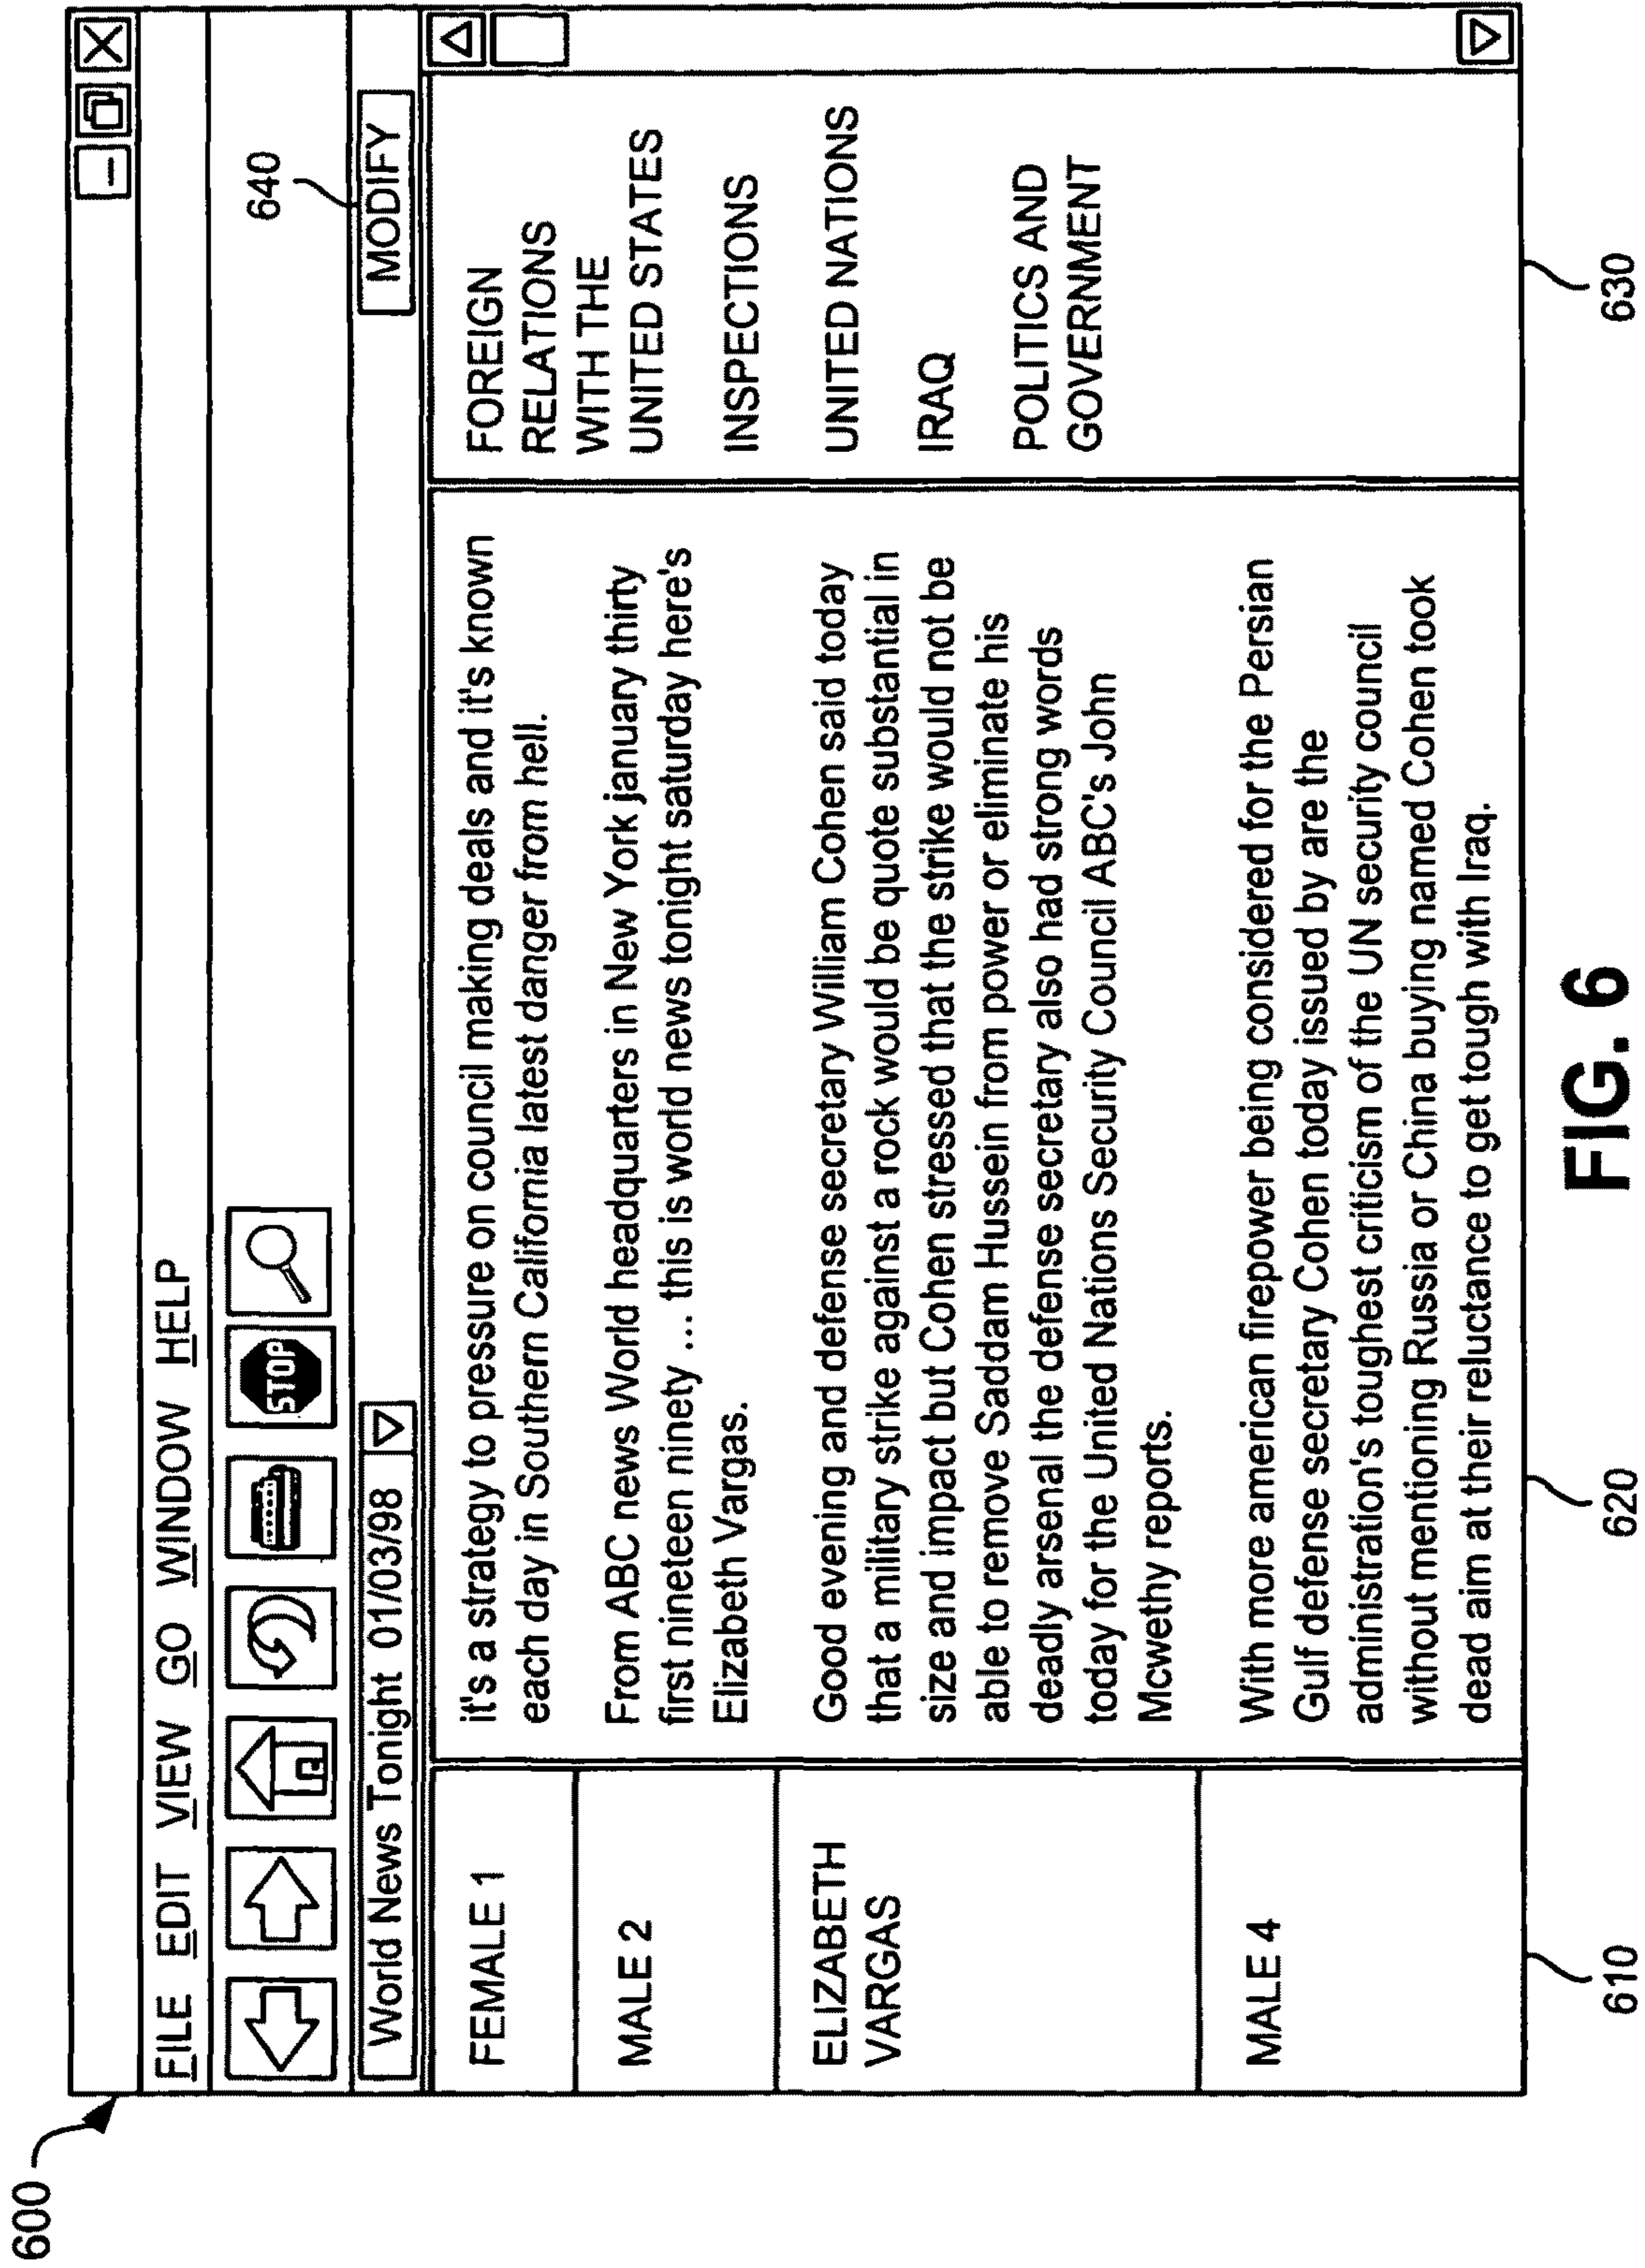 600
FILE EDIT VIEW GO WINDOW HELP
STOP
640
World News Tonight 01/03/98
MODIFY
FEMALE 1
it's a strategy to pressure on council making deals and it's known
each day in Southern California latest danger from hell.
MALE 2
From ABC news World headquarters in New York january thirty
first nineteen ninety ... this is world news tonight saturday here's
Elizabeth Vargas.
ELIZABETH
VARGAS
Good evening and defense secretary William Cohen said today
that a military strike against a rock would be quote substantial in
size and impact but Cohen stressed that the strike would not be
able to remove Saddam Hussein from power or eliminate his
deadly arsenal the defense secretary also had strong words
today for the United Nations Security Council ABC's John
Mcwethy reports.
MALE 4
With more american firepower being considered for the Persian
Gulf defense secretary Cohen today issued by are the
administration's toughest criticism of the UN security council
without mentioning Russia or China buying named Cohen took
dead aim at their reluctance to get tough with Iraq.
FOREIGN
RELATIONS
WITH THE
UNITED STATES
INSPECTIONS
UNITED NATIONS
IRAQ
POLITICS AND
GOVERNMENT
610
620
630
FIG. 6